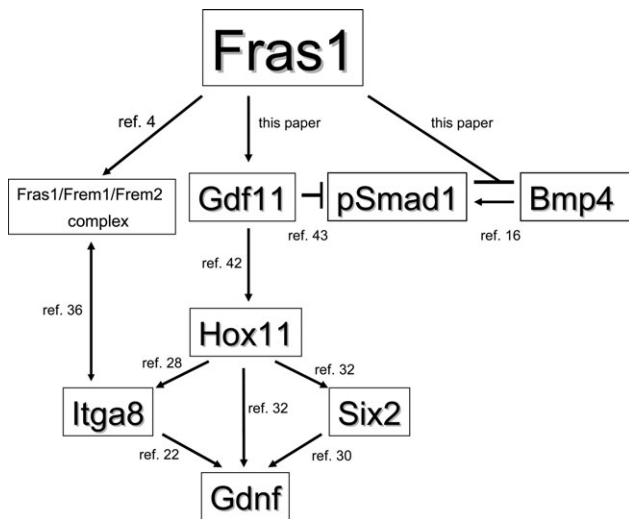 Fras1
ref. 4
this paper
this paper
Fras1/Frem1/Frem2
complex
Gdf11
pSmad1
Bmp4
ref. 43
ref. 16
ref. 42
ref. 36
Hox11
ref. 28
ref. 32
Itga8
ref. 32
Six2
ref. 22
ref. 30
Gdnf